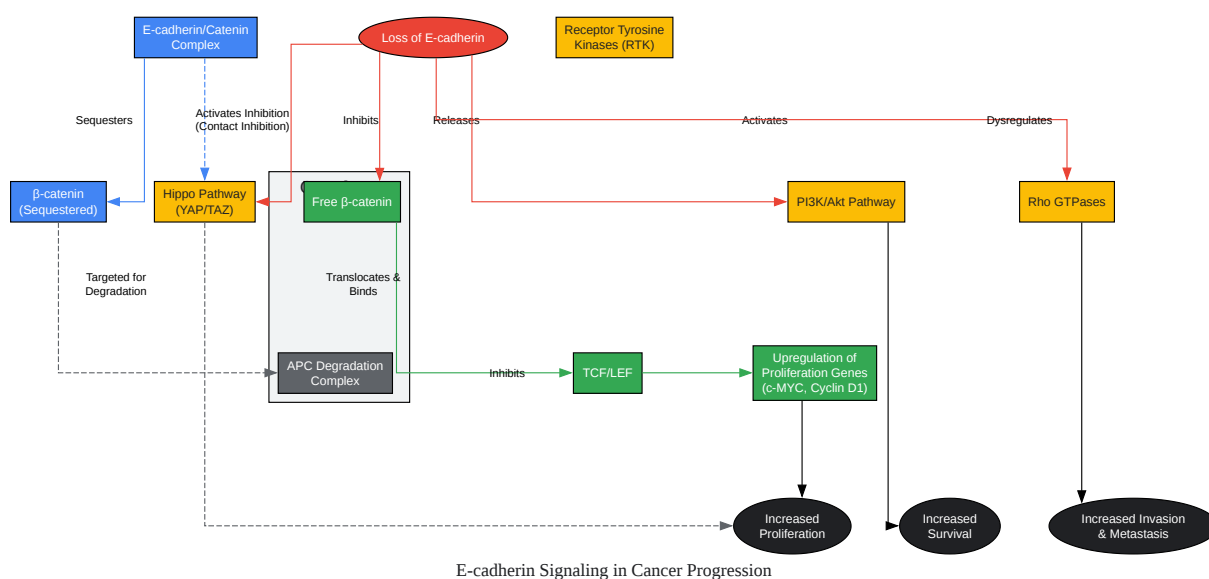 E-cadherin/Catenin
Complex
Loss of E-cadherin
Receptor Tyrosine
Kinases (RTK)
Sequesters
Activates Inhibition
(Contact Inhibition)
Inhibits
Releases
Activates
Dysregulates
β-catenin
(Sequestered)
Hippo Pathway
(YAP/TAZ)
Free β-catenin
PI3K/Akt Pathway
Rho GTPases
Targeted for
Degradation
Translocates &
Binds
APC Degradation
Complex
Inhibits
TCF/LEF
Upregulation of
Proliferation Genes
(c-MYC, Cyclin D1)
Increased
Proliferation
Increased
Survival
Increased Invasion
& Metastasis
E-cadherin Signaling in Cancer Progression